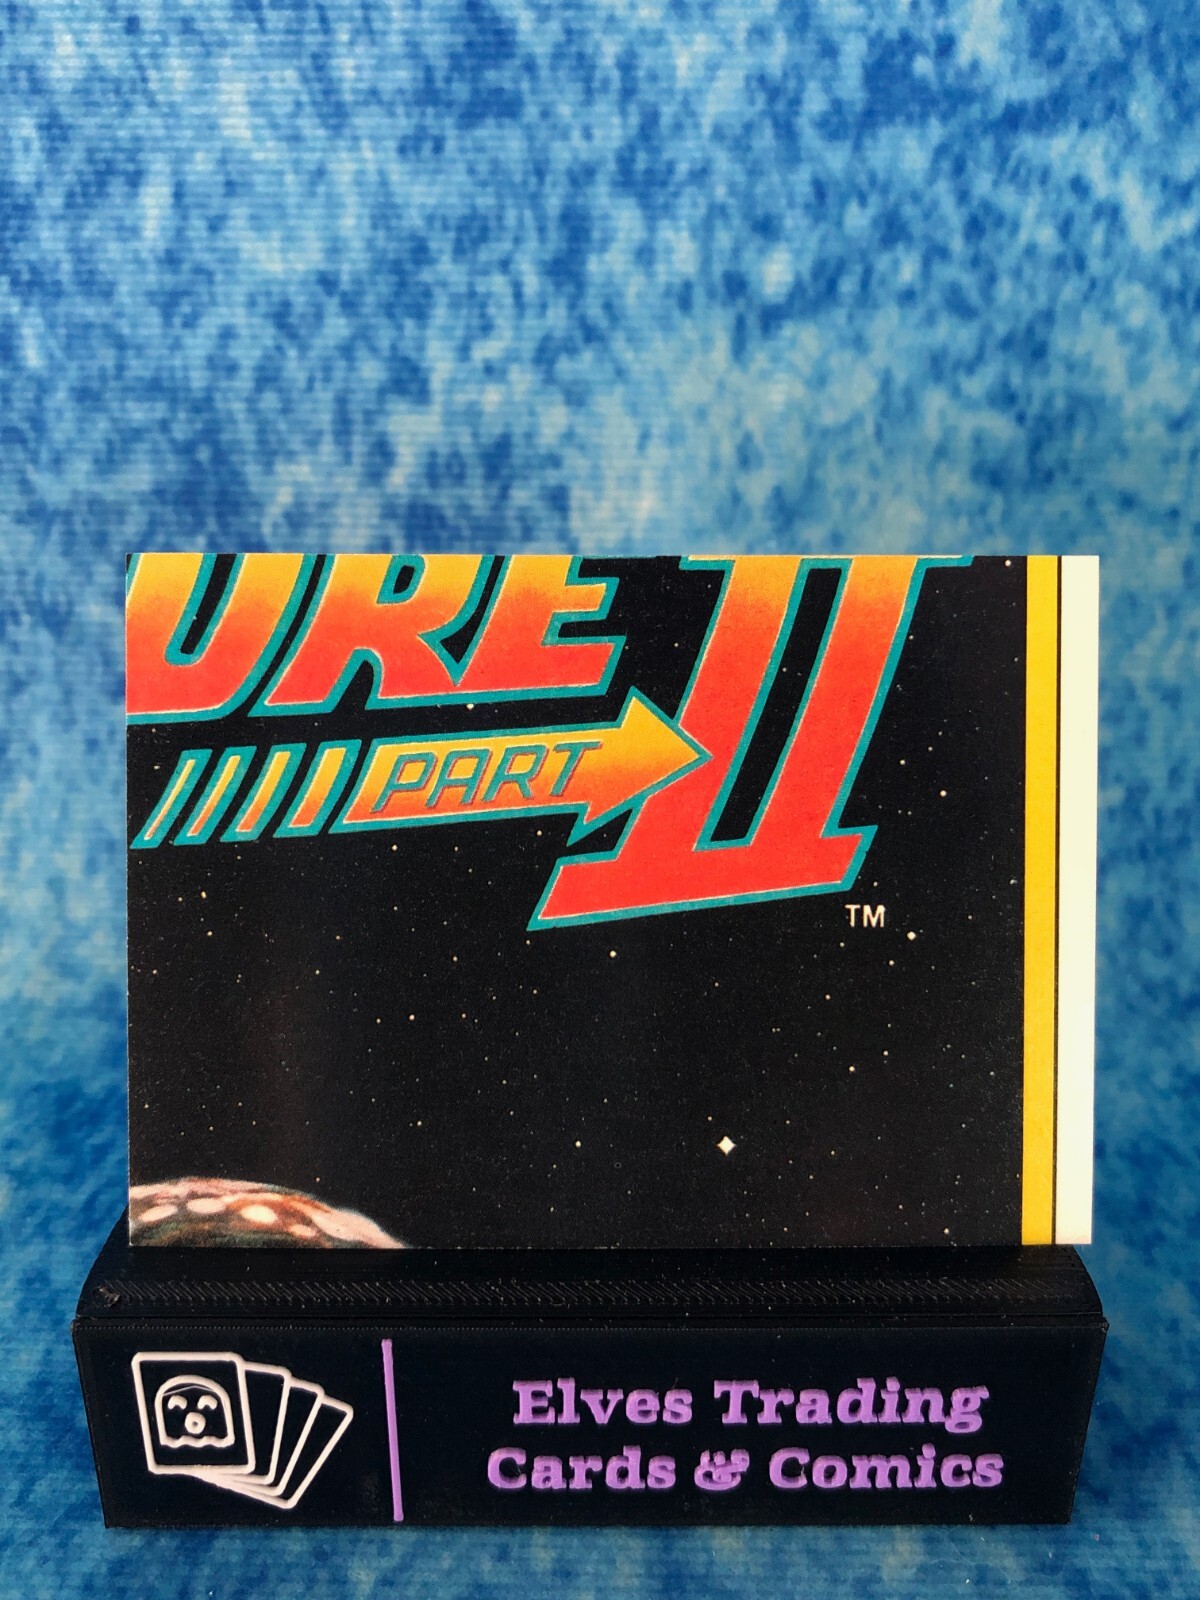 URE II
PART
TM
Elves Trading
Cards & Comics